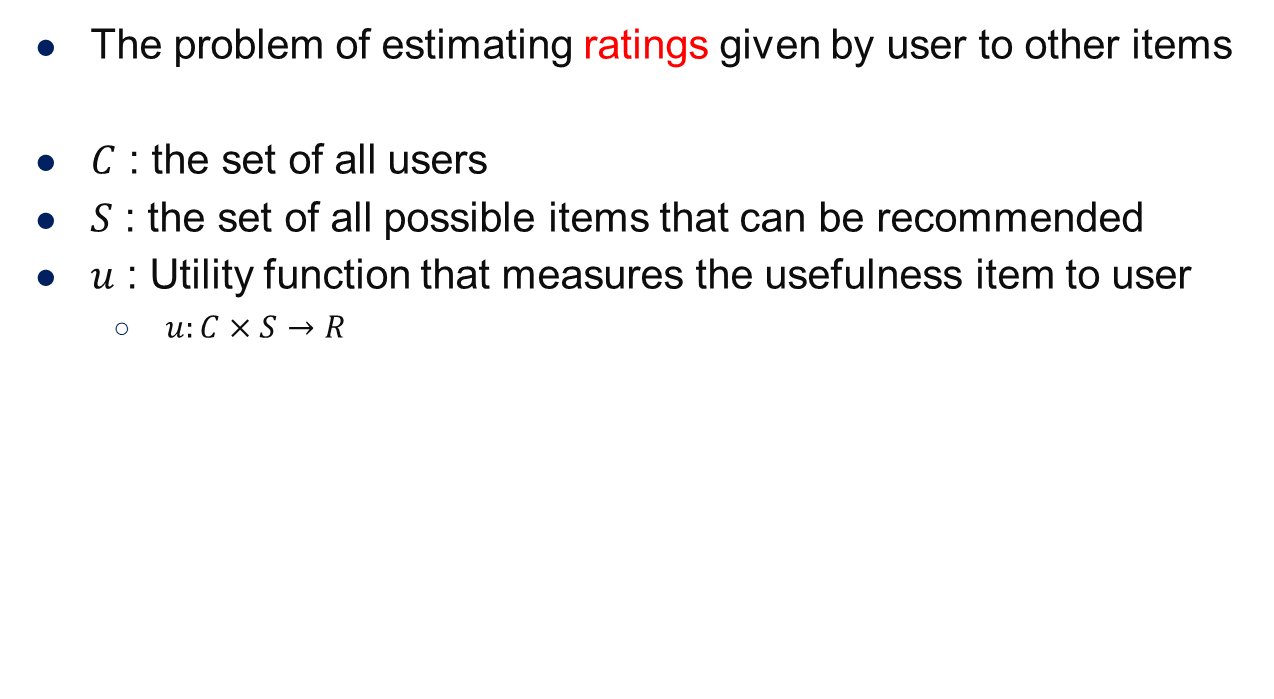 ● The problem of estimating ratings given by user to other items
● C : the set of all users
● S : the set of all possible items that can be recommended
● u : Utility function that measures the usefulness item to user
○ u: C × S → R